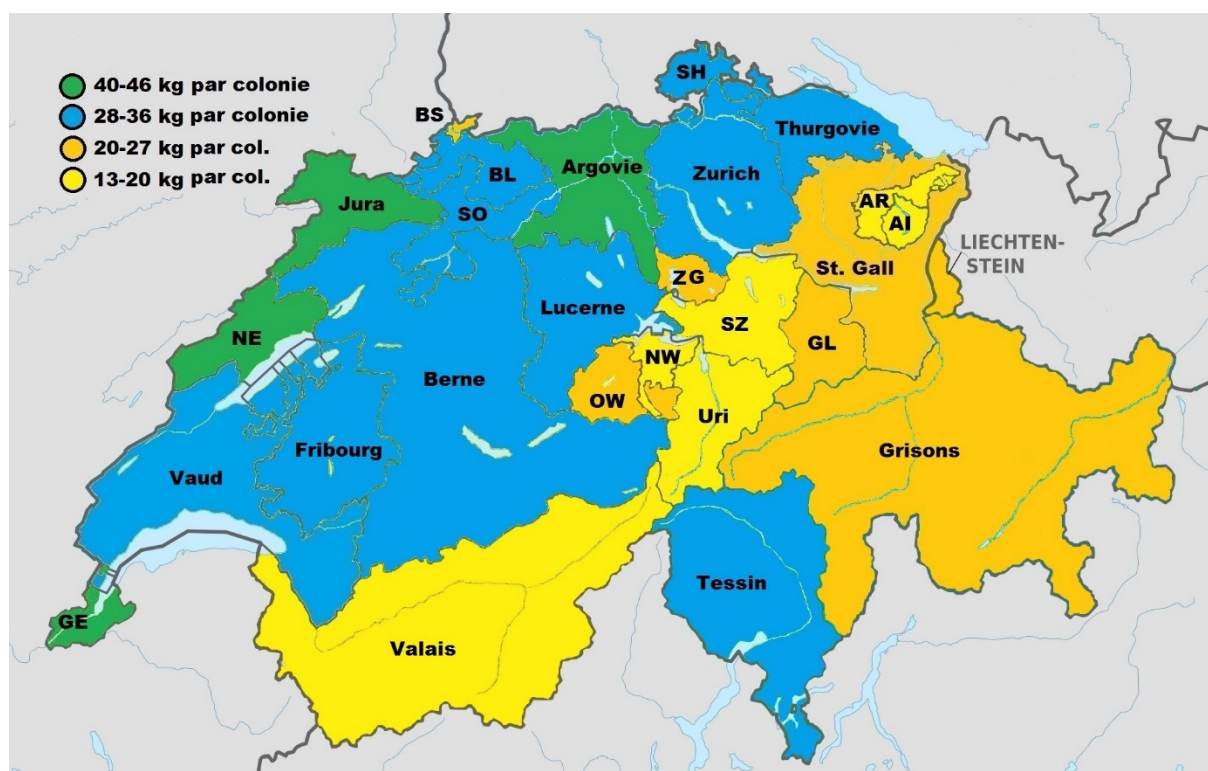 40-46 kg par colonie
28-36 kg par colonie
20-27 kg par col.
13-20 kg par col.
SH
BS
Thurgovie
BL
Argovie
Zurich
Jura
SO
AR
AI
LIECHTEN-
STEIN
St. Gall
ZG
Lucerne
SZ
NE
NW
GL
Berne
OW
Uri
Fribourg
Grisons
Vaud
Tessin
GE
Valais